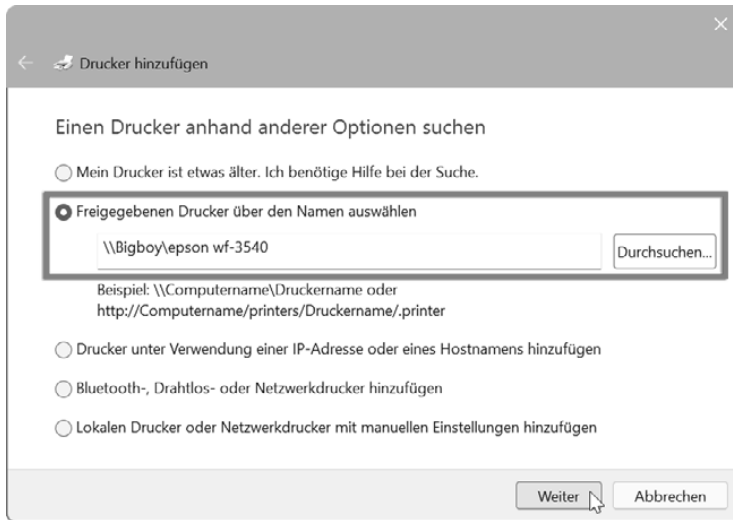 Drucker hinzufügen
Einen Drucker anhand anderer Optionen suchen
Mein Drucker ist etwas älter. Ich benötige Hilfe bei der Suche.
Freigegebenen Drucker über den Namen auswählen
\\Bigboy\epson wf-3540
Durchsuchen...
Beispiel: \\Computername\Druckername oder
http://Computername/printers/Druckername/.printer
Drucker unter Verwendung einer IP-Adresse oder eines Hostnamens hinzufügen
Bluetooth-, Drahtlos- oder Netzwerkdrucker hinzufügen
Lokalen Drucker oder Netzwerkdrucker mit manuellen Einstellungen hinzufügen
Weiter
Abbrechen